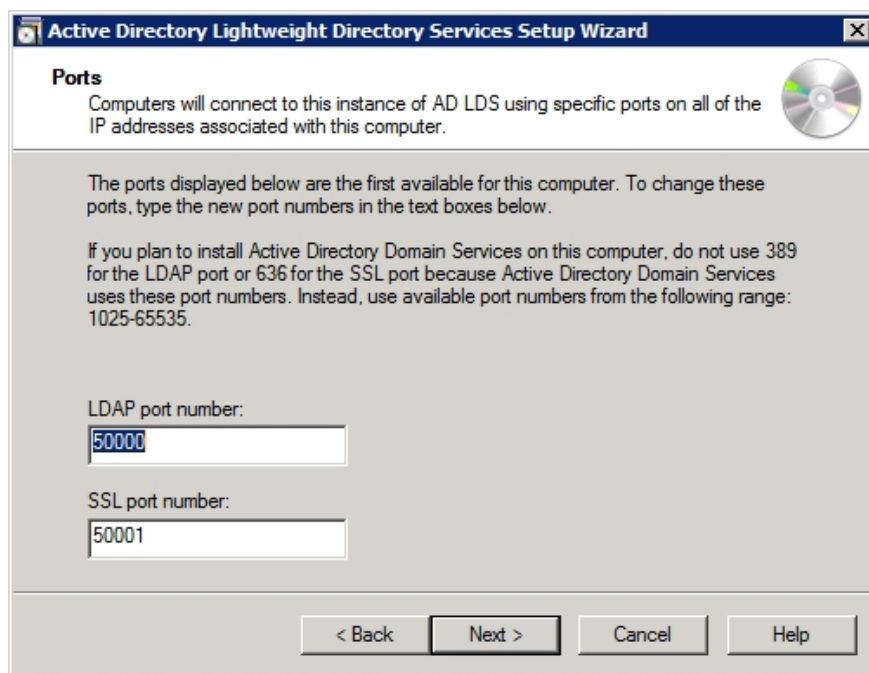 Active Directory Lightweight Directory Services Setup Wizard
Ports
Computers will connect to this instance of AD LDS using specific ports on all of the
IP addresses associated with this computer.
The ports displayed below are the first available for this computer. To change these
ports, type the new port numbers in the text boxes below.
If you plan to install Active Directory Domain Services on this computer, do not use 389
for the LDAP port or 636 for the SSL port because Active Directory Domain Services
uses these port numbers. Instead, use available port numbers from the following range:
1025-65535.
LDAP port number:
50000
SSL port number:
50001
< Back Next > Cancel Help